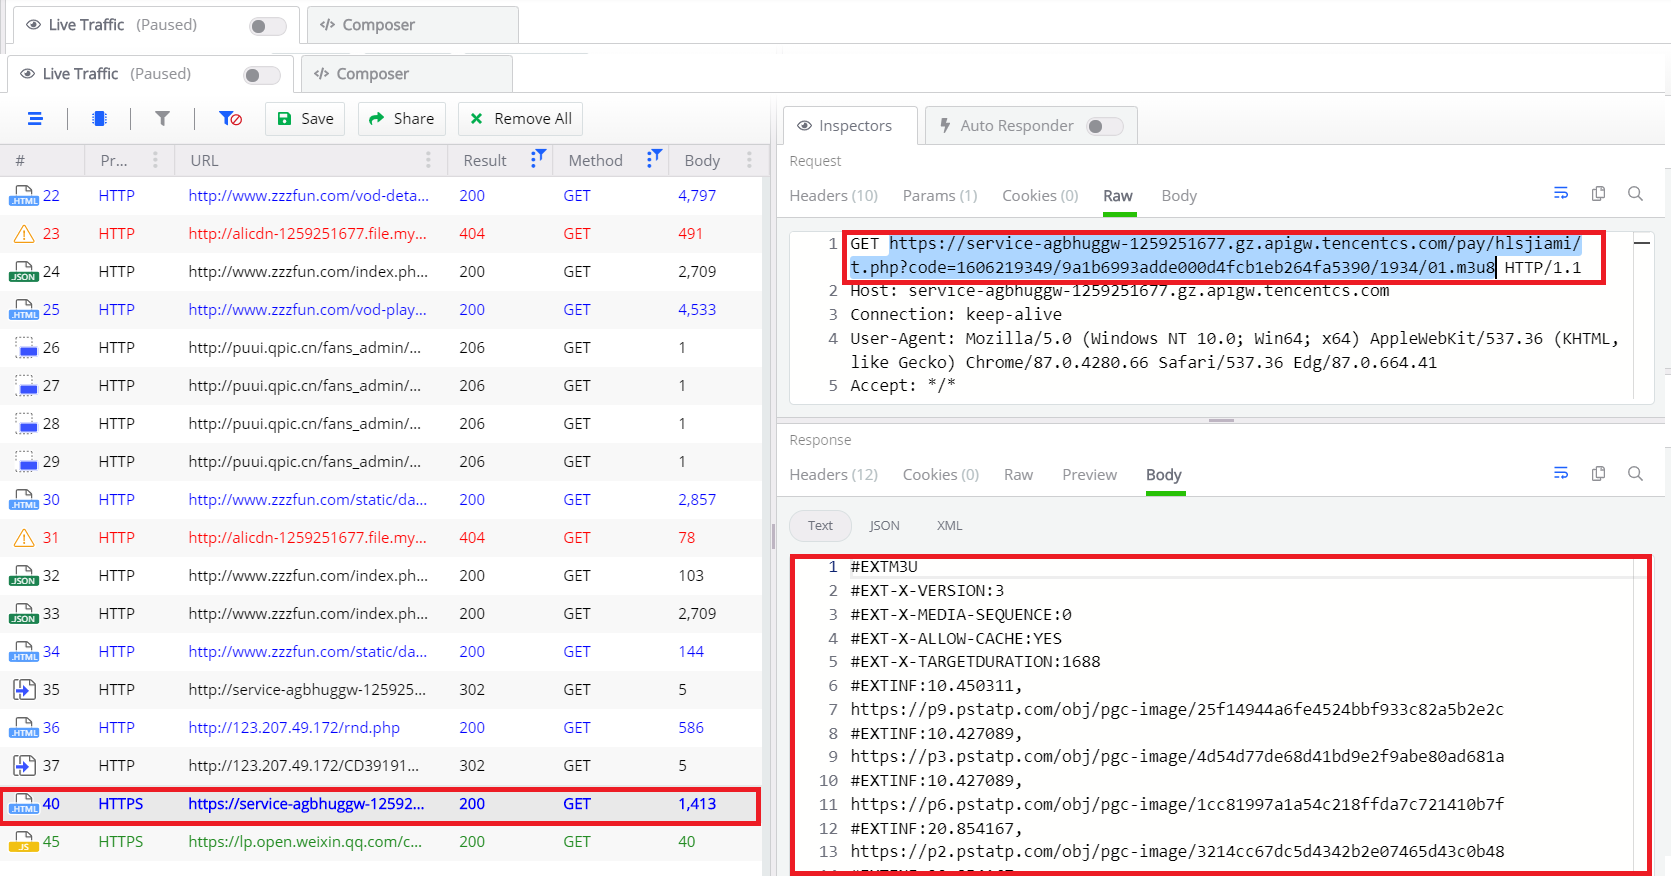 Live Traffic (Paused) </> Composer
Live Traffic (Paused) </> Composer
Save Share Remove All
# Pr... URL Result Method Body
22 HTTP http://www.zzzfun.com/vod-deta... 200 GET 4,797
23 HTTP http://alicdn-1259251677.file.my... 404 GET 491
24 HTTP http://www.zzzfun.com/index.ph... 200 GET 2,709
25 HTTP http://www.zzzfun.com/vod-play... 200 GET 4,533
26 HTTP http://puui.qpic.cn/fans_admin/... 206 GET 1
27 HTTP http://puui.qpic.cn/fans_admin/... 206 GET 1
28 HTTP http://puui.qpic.cn/fans_admin/... 206 GET 1
29 HTTP http://puui.qpic.cn/fans_admin/... 206 GET 1
30 HTTP http://www.zzzfun.com/static/da... 200 GET 2,857
31 HTTP http://alicdn-1259251677.file.my... 404 GET 78
32 HTTP http://www.zzzfun.com/index.ph... 200 GET 103
33 HTTP http://www.zzzfun.com/index.ph... 200 GET 2,709
34 HTTP http://www.zzzfun.com/static/da... 200 GET 144
35 HTTP http://service-agbhuggw-125925... 302 GET 5
36 HTTP http://123.207.49.172/rnd.php 200 GET 586
37 HTTP http://123.207.49.172/CD39191... 302 GET 5
40 HTTPS https://service-agbhuggw-12592... 200 GET 1,413
45 HTTPS https://lp.open.weixin.qq.com/c... 200 GET 40
Inspectors Auto Responder
Request
Headers (10) Params (1) Cookies (0) Raw Body
1 GET https://service-agbhuggw-1259251677.gz.apigw.tencentcs.com/pay/hlsjiami/
t.php?code=1606219349/9a1b6993adde000d4fcb1eb264fa5390/1934/01.m3u8 HTTP/1.1
2 Host: service-agbhuggw-1259251677.gz.apigw.tencentcs.com
3 Connection: keep-alive
4 User-Agent: Mozilla/5.0 (Windows NT 10.0; Win64; x64) AppleWebKit/537.36 (KHTML,
like Gecko) Chrome/87.0.4280.66 Safari/537.36 Edg/87.0.664.41
5 Accept: */*
Response
Headers (12) Cookies (0) Raw Preview Body
Text JSON XML
1 #EXTM3U
2 #EXT-X-VERSION:3
3 #EXT-X-MEDIA-SEQUENCE:0
4 #EXT-X-ALLOW-CACHE:YES
5 #EXT-X-TARGETDURATION:1688
6 #EXTINF:10.450311,
7 https://p9.pstatp.com/obj/pgc-image/25f14944a6fe4524bbf933c82a5b2e2c
8 #EXTINF:10.427089,
9 https://p3.pstatp.com/obj/pgc-image/4d54d77de68d41bd9e2f9abe80ad681a
10 #EXTINF:10.427089,
11 https://p6.pstatp.com/obj/pgc-image/1cc81997a1a54c218ffda7c721410b7f
12 #EXTINF:20.854167,
13 https://p2.pstatp.com/obj/pgc-image/3214cc67dc5d4342b2e07465d43c0b48